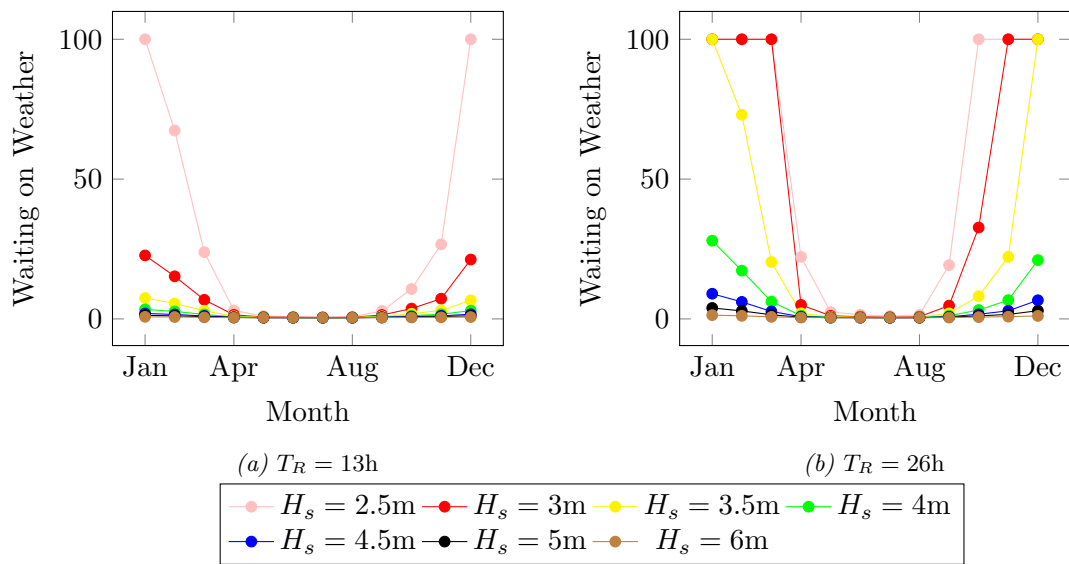 100
50
0
Waiting on Weather
Jan Apr Aug Dec
Month
(a) T_R = 13h
100
50
0
Waiting on Weather
Jan Apr Aug Dec
Month
(b) T_R = 26h
H_s = 2.5m H_s = 3m H_s = 3.5m H_s = 4m
H_s = 4.5m H_s = 5m H_s = 6m